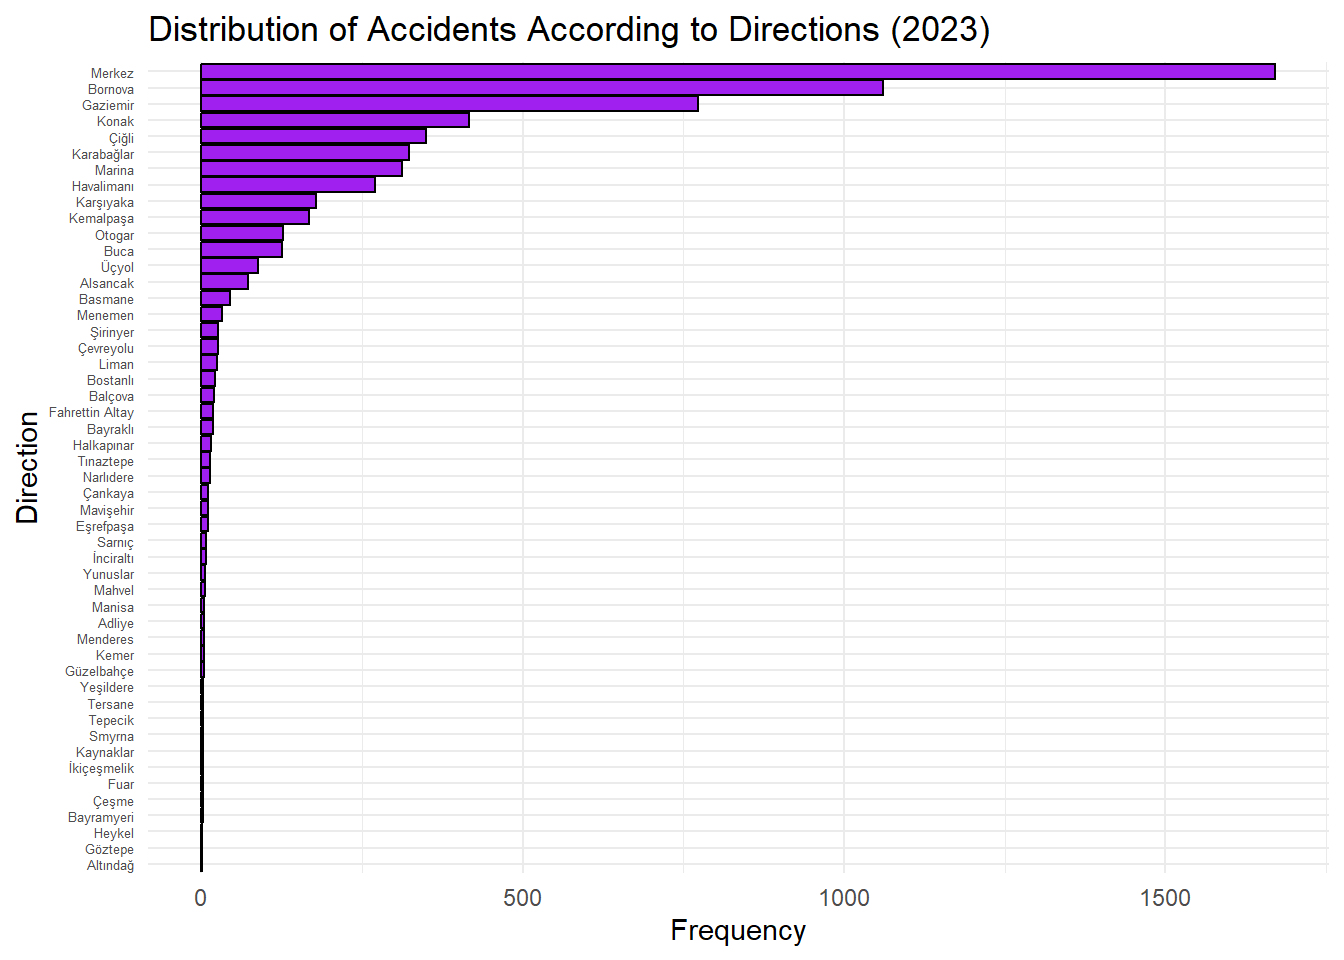 Distribution of Accidents According to Directions (2023)
Merkez
Bornova
Gaziemir
Konak
Çiğli
Karabağlar
Marina
Havalimanı
Karşıyaka
Kemalpaşa
Otogar
Buca
Üçyol
Alsancak
Basmane
Menemen
Şirinyer
Çevreyolu
Liman
Bostanlı
Balçova
Fahrettin Altay
Bayraklı
Halkapınar
Tınaztepe
Narlıdere
Çankaya
Mavişehir
Eşrefpaşa
Sarnıç
İnciraltı
Yunuslar
Mahvel
Manisa
Adliye
Menderes
Kemer
Güzelbahçe
Yeşildere
Tersane
Tepecik
Smyrna
Kaynaklar
İkiçeşmelik
Fuar
Çeşme
Bayramyeri
Heykel
Göztepe
Altındağ
Direction
0 500 1000 1500
Frequency